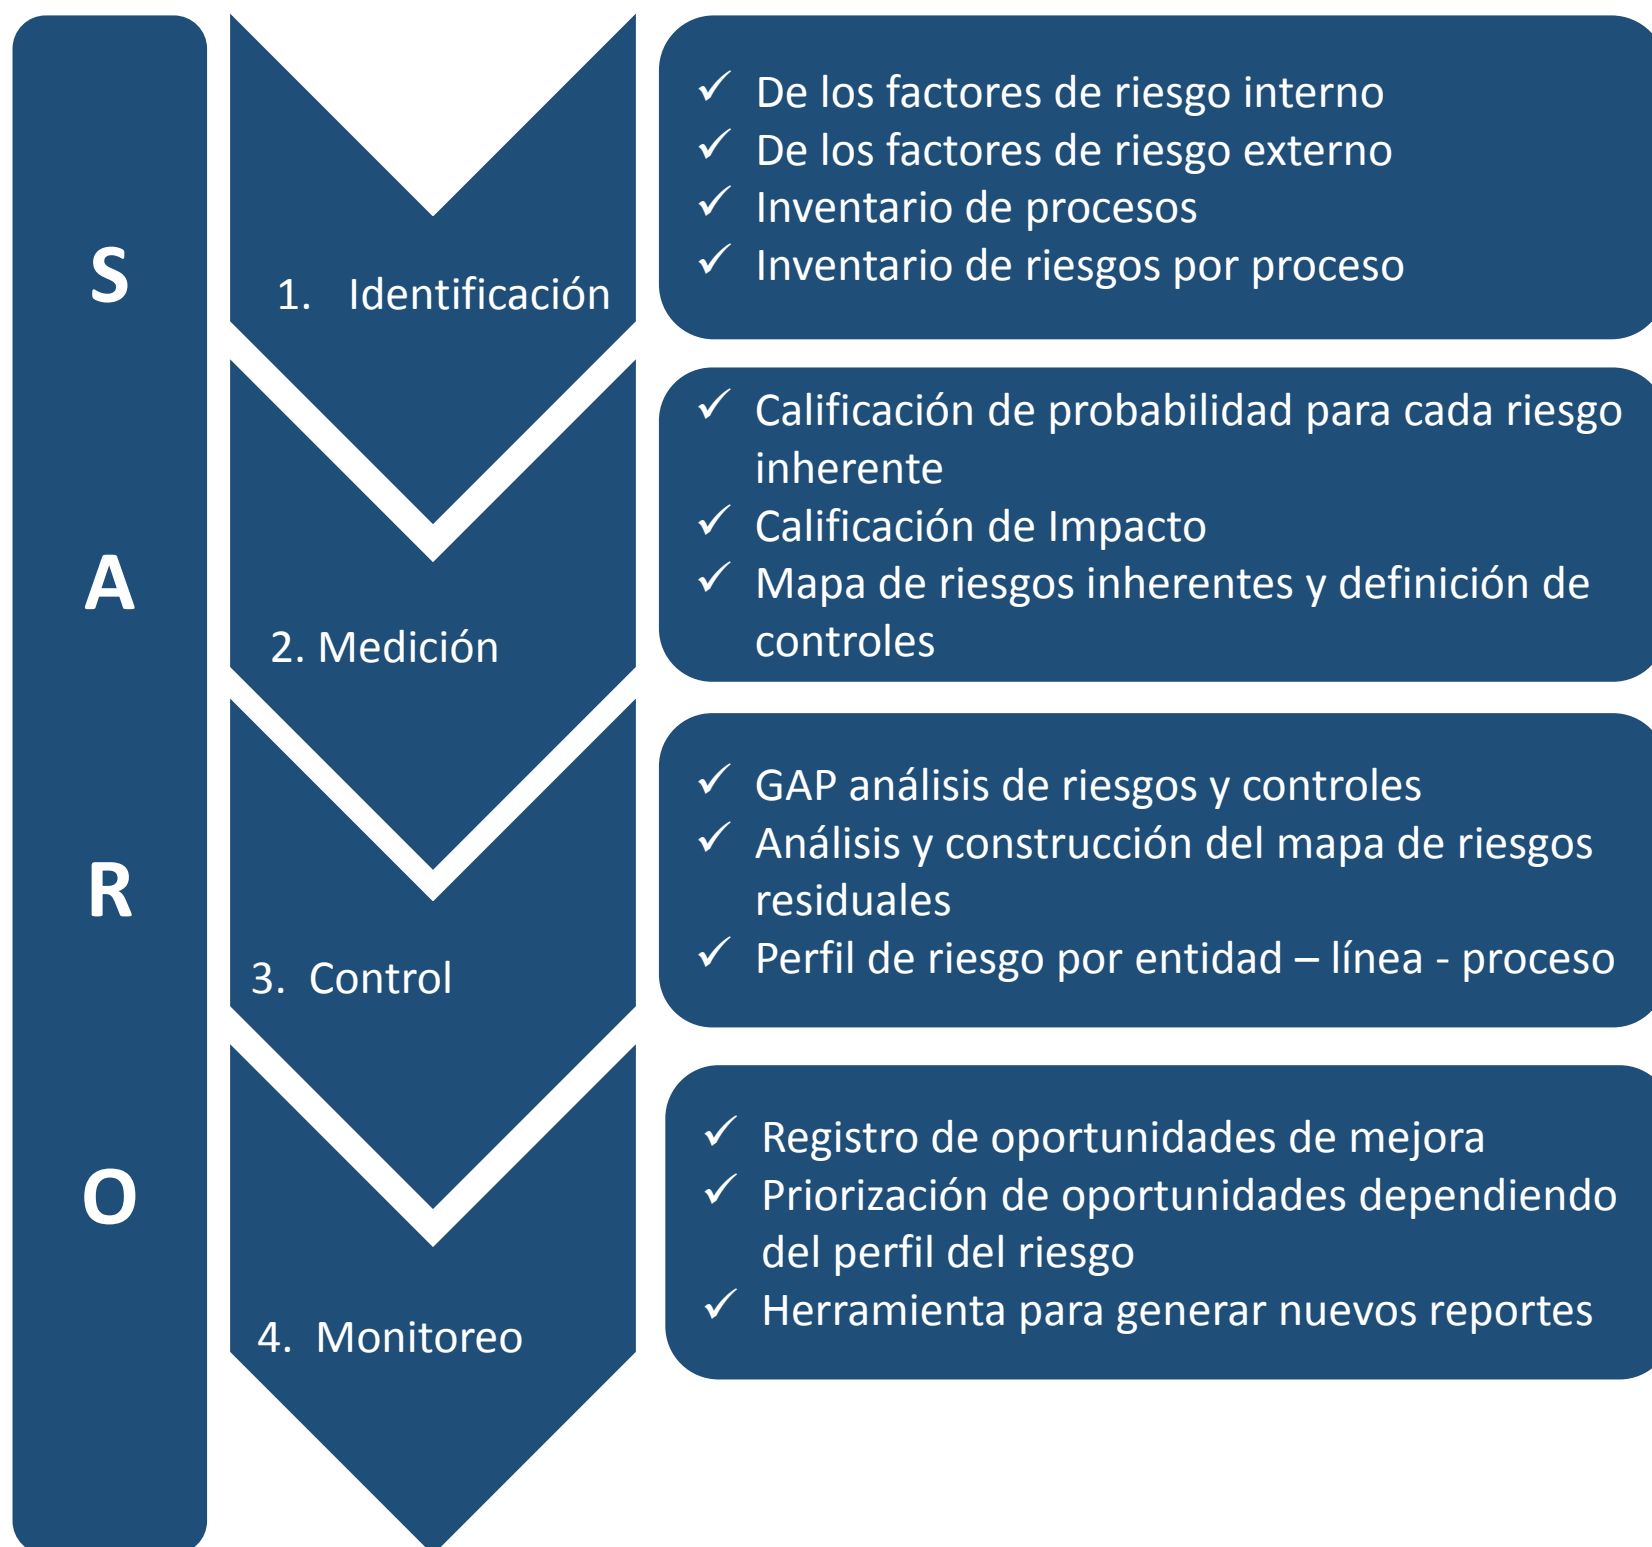 S
A
R
O
1. Identificación
✓ De los factores de riesgo interno
✓ De los factores de riesgo externo
✓ Inventario de procesos
✓ Inventario de riesgos por proceso
2. Medición
✓ Calificación de probabilidad para cada riesgo
inherente
✓ Calificación de Impacto
✓ Mapa de riesgos inherentes y definición de
controles
3. Control
✓ GAP análisis de riesgos y controles
✓ Análisis y construcción del mapa de riesgos
residuales
✓ Perfil de riesgo por entidad – línea - proceso
4. Monitoreo
✓ Registro de oportunidades de mejora
✓ Priorización de oportunidades dependiendo
del perfil del riesgo
✓ Herramienta para generar nuevos reportes